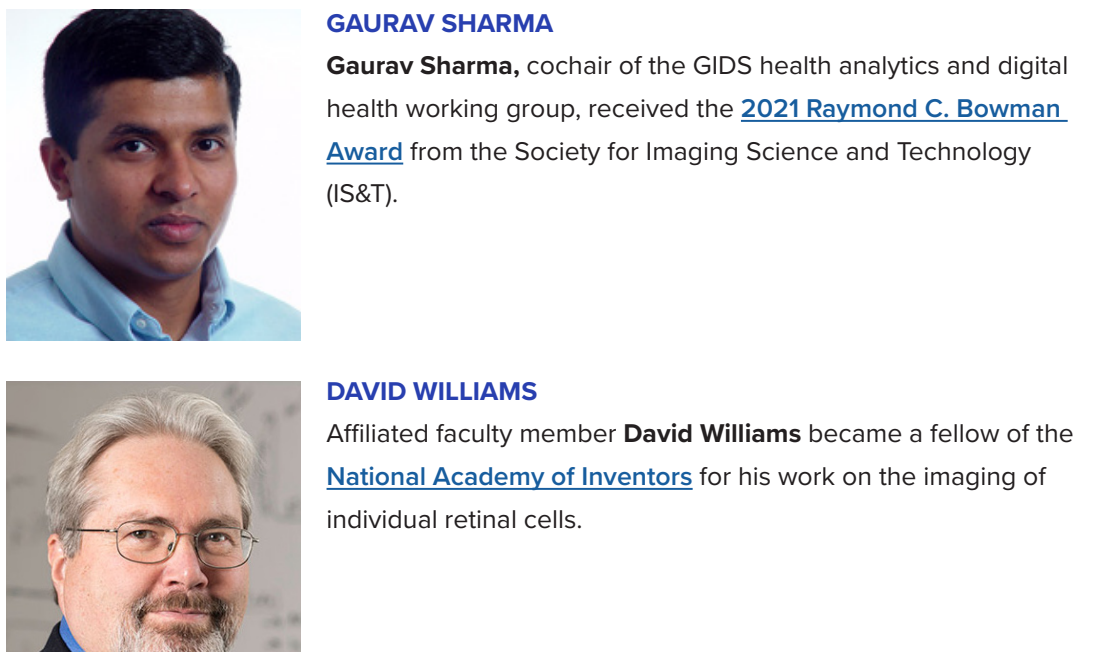 GAURAV SHARMA
Gaurav Sharma, cochair of the GIDS health analytics and digital
health working group, received the 2021 Raymond C. Bowman
Award from the Society for Imaging Science and Technology
(IS&T).
DAVID WILLIAMS
Affiliated faculty member David Williams became a fellow of the
National Academy of Inventors for his work on the imaging of
individual retinal cells.